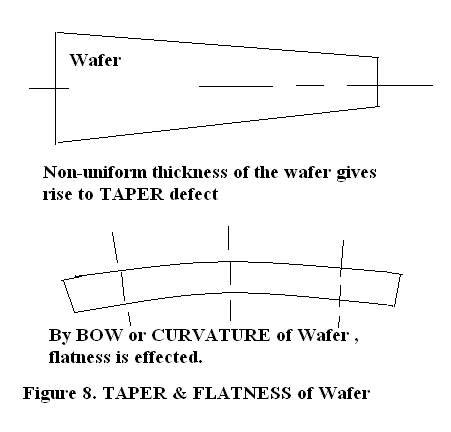 Wafer
Non-uniform thickness of the wafer gives
rise to TAPER defect
By BOW or CURVATURE of Wafer ,
flatness is effected.
Figure 8. TAPER & FLATNESS of Wafer